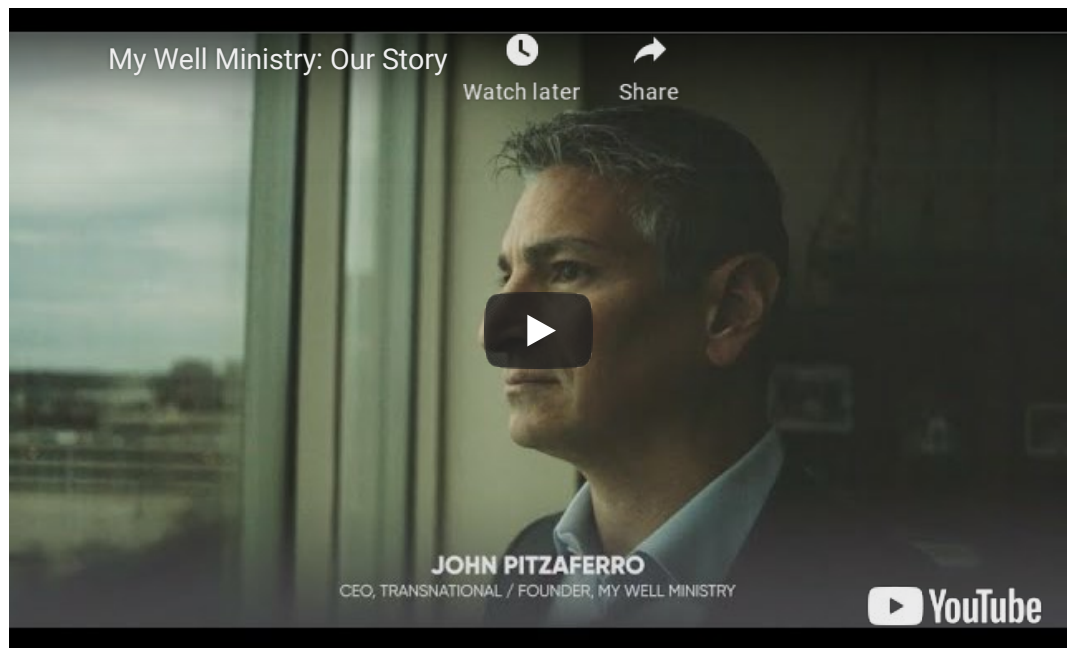 My Well Ministry: Our Story
Watch later
Share
JOHN PITZAFERRO
CEO, TRANSNATIONAL / FOUNDER, MY WELL MINISTRY
YouTube